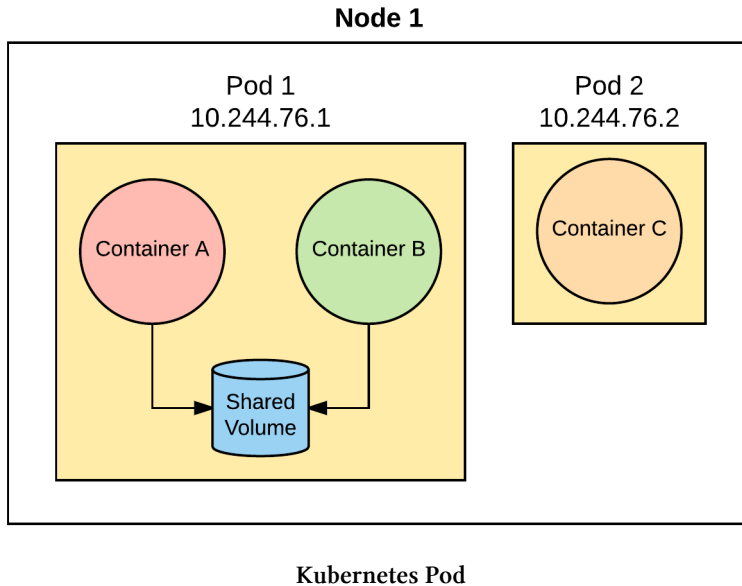 Node 1
Pod 1
10.244.76.1
Pod 2
10.244.76.2
Container A
Container B
Container C
Shared
Volume
Kubernetes Pod